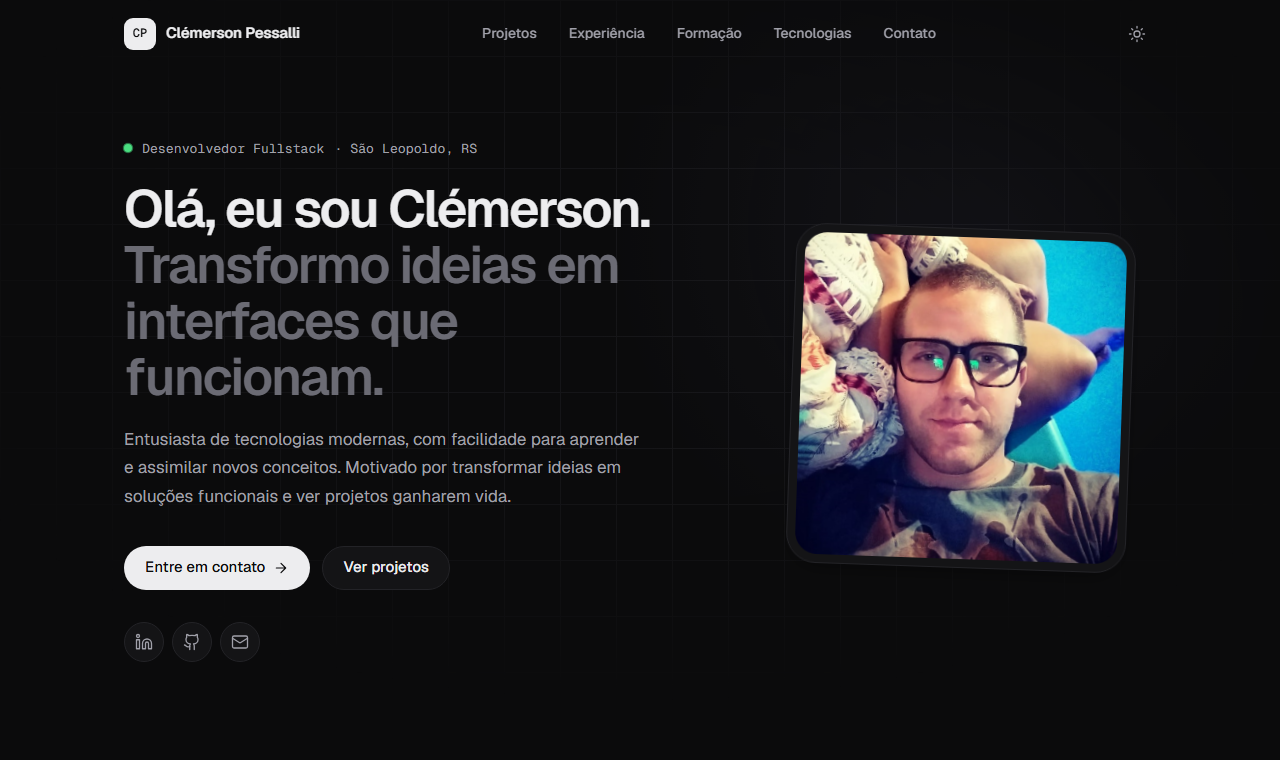 CP Clémerson Pessalli
Projetos Experiência Formação Tecnologias Contato
Desenvolvedor Fullstack · São Leopoldo, RS
Olá, eu sou Clémerson.
Transformo ideias em
interfaces que
funcionam.
Entusiasta de tecnologias modernas, com facilidade para aprender
e assimilar novos conceitos. Motivado por transformar ideias em
soluções funcionais e ver projetos ganharem vida.
Entre em contato → Ver projetos